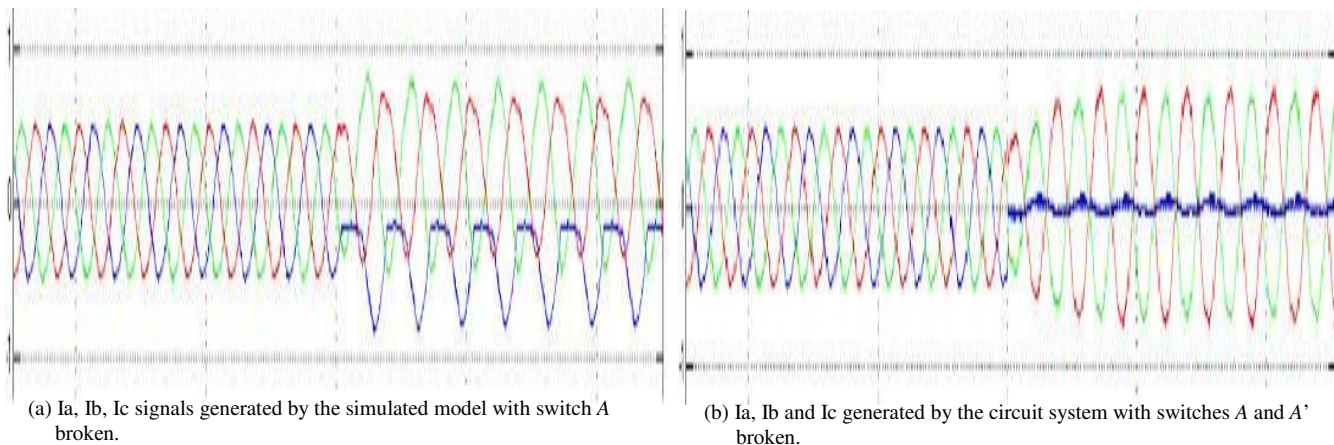 (a) Ia, Ib, Ic signals generated by the simulated model with switch A
broken.
(b) Ia, Ib and Ic generated by the circuit system with switches A and A’
broken.